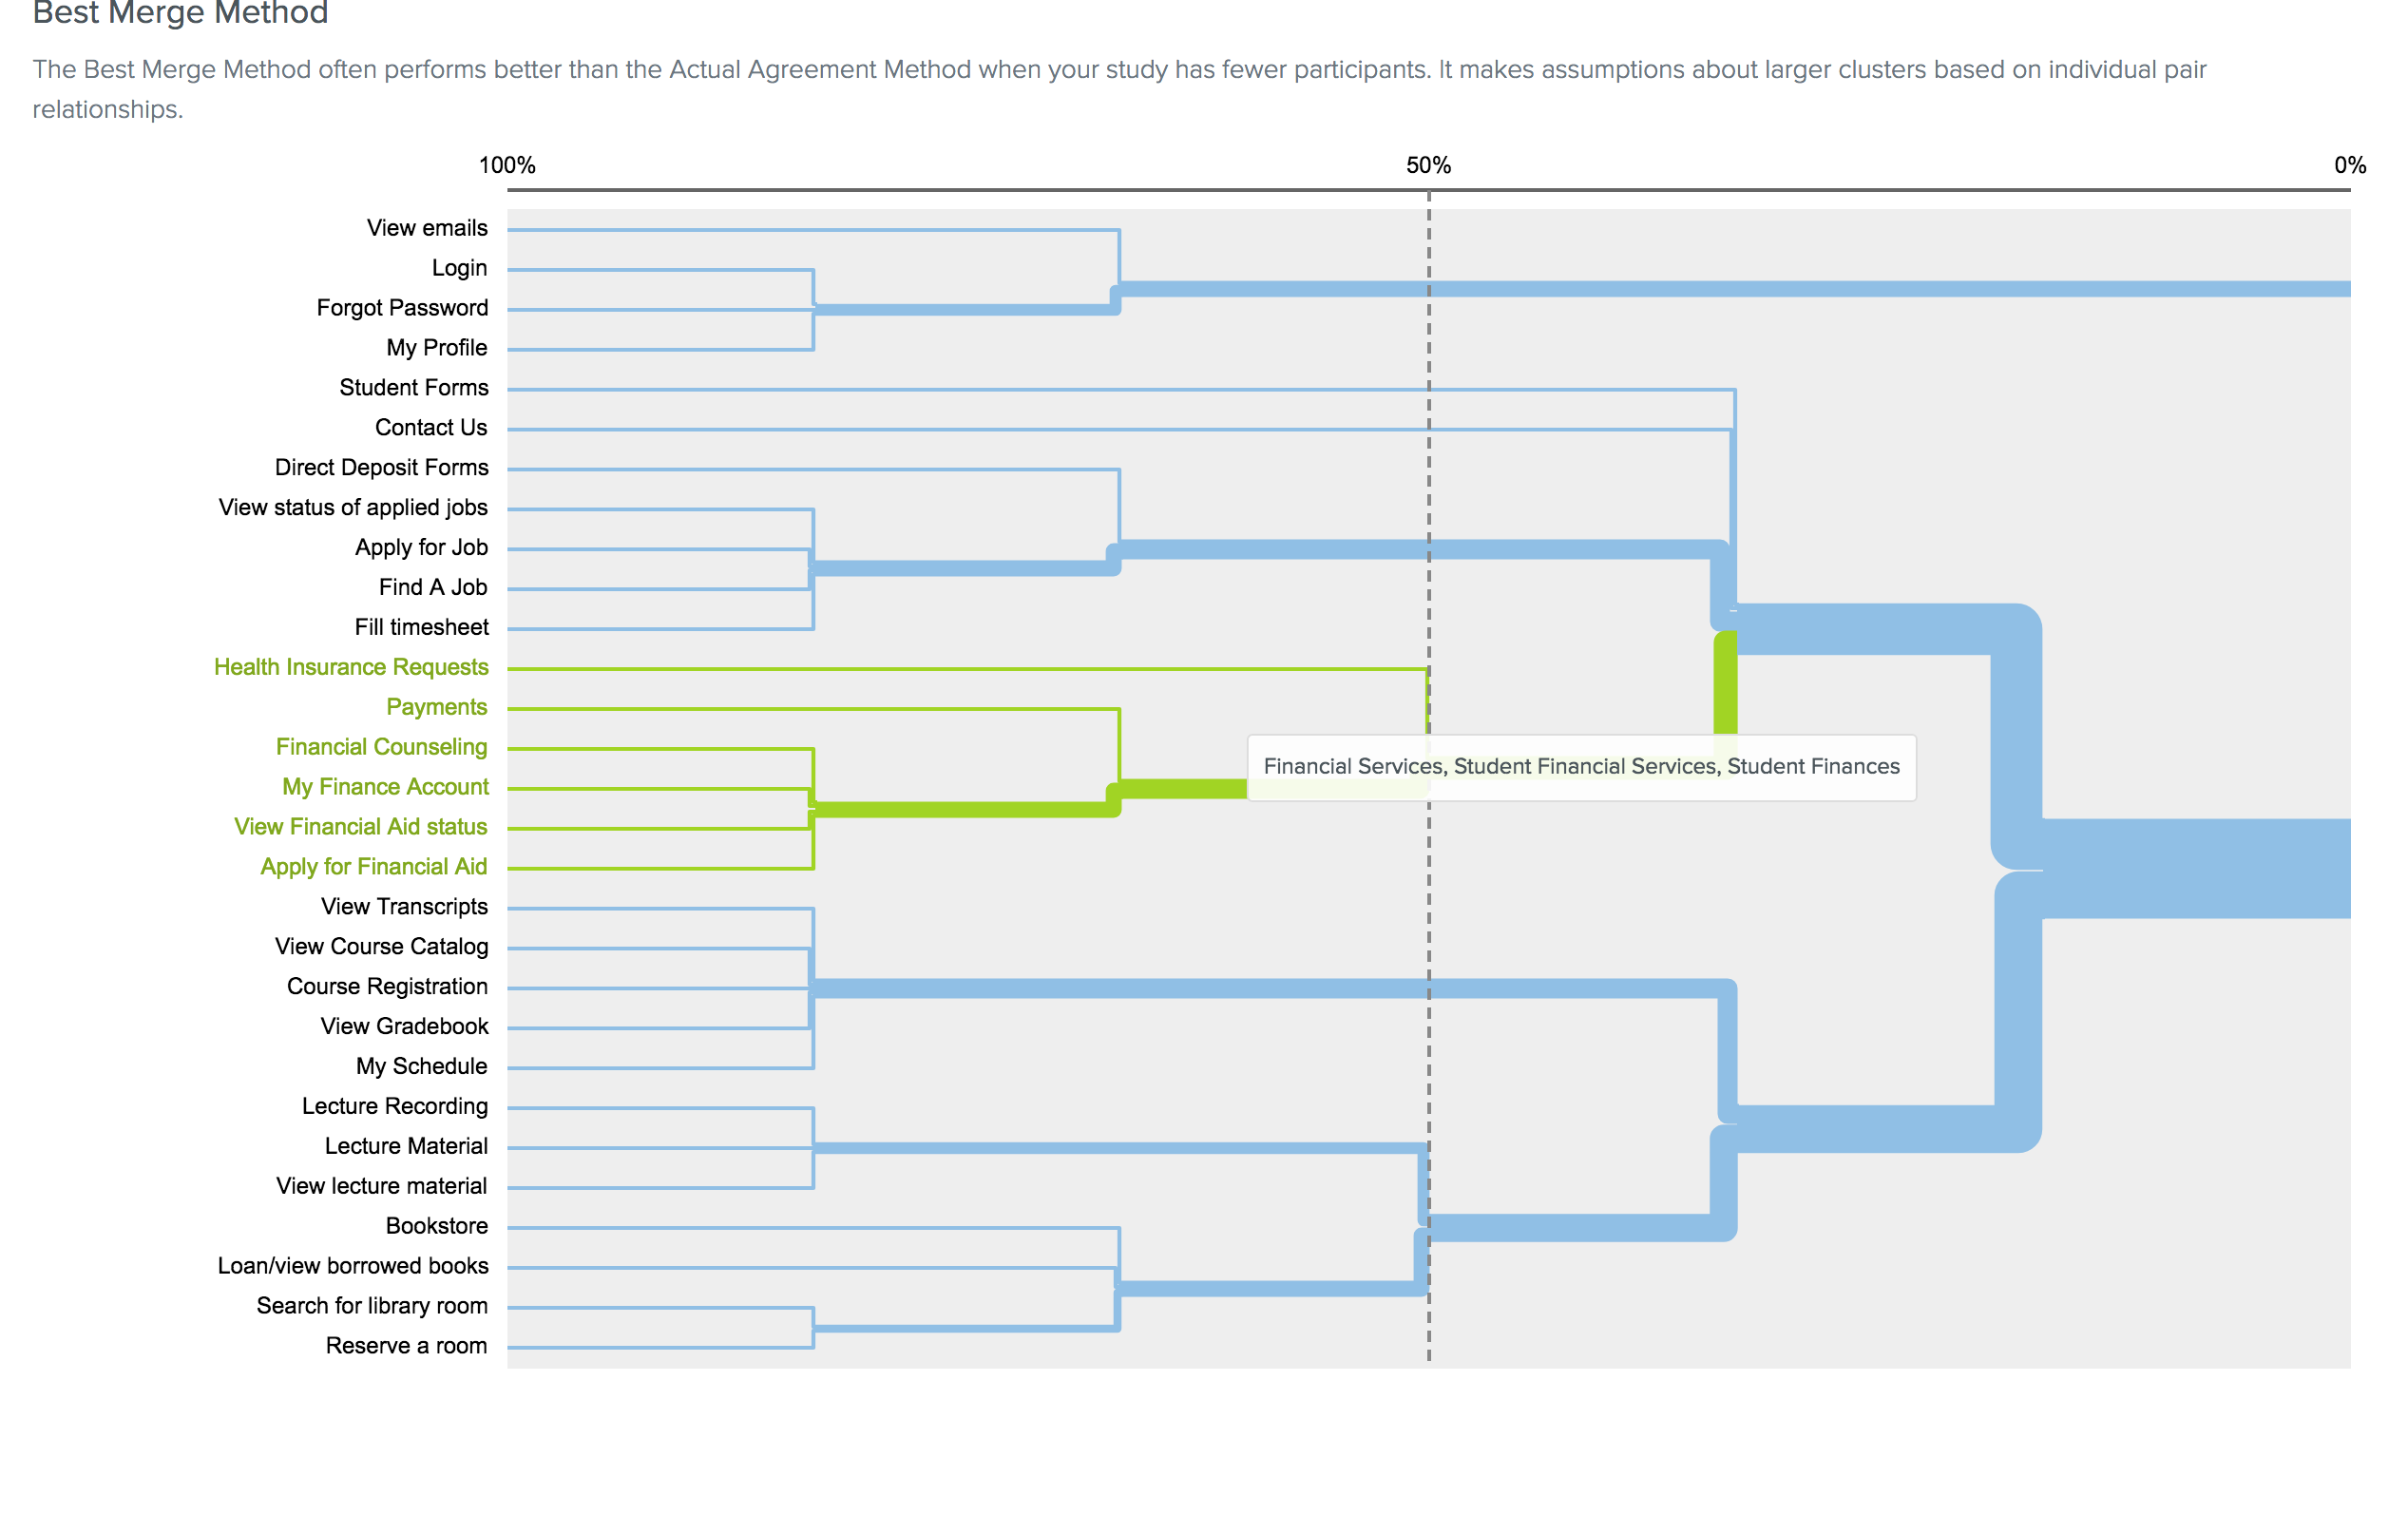 Best Merge Method
The Best Merge Method often performs better than the Actual Agreement Method when your study has fewer participants. It makes assumptions about larger clusters based on individual pair
relationships.
100% 50% 0%
View emails
Login
Forgot Password
My Profile
Student Forms
Contact Us
Direct Deposit Forms
View status of applied jobs
Apply for Job
Find A Job
Fill timesheet
Health Insurance Requests
Payments
Financial Counseling
Financial Services, Student Financial Services, Student Finances
My Finance Account
View Financial Aid status
Apply for Financial Aid
View Transcripts
View Course Catalog
Course Registration
View Gradebook
My Schedule
Lecture Recording
Lecture Material
View lecture material
Bookstore
Loan/view borrowed books
Search for library room
Reserve a room